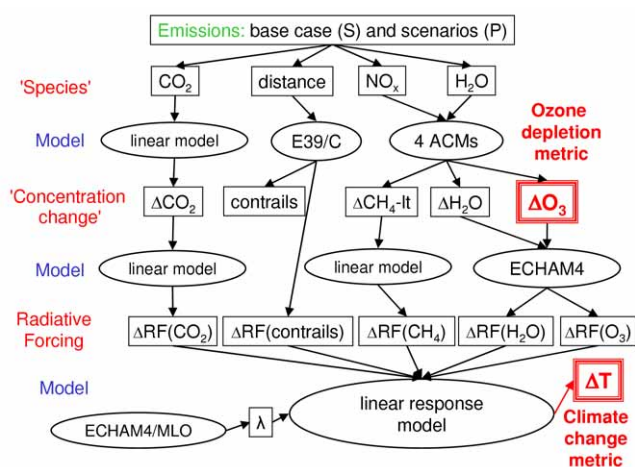 Emissions: base case (S) and scenarios (P)
'Species'
CO₂
distance
NOₓ
H₂O
Ozone
depletion
metric
Model
linear model
E39/C
4 ACMs
'Concentration
change'
ΔCO₂
contrails
ΔCH₄-lt
ΔH₂O
ΔO₃
Model
linear model
linear model
ECHAM4
Radiative
Forcing
ΔRF(CO₂)
ΔRF(contrails)
ΔRF(CH₄)
ΔRF(H₂O)
ΔRF(O₃)
Model
linear response
model
ΔT
ECHAM4/MLO
λ
Climate
change
metric